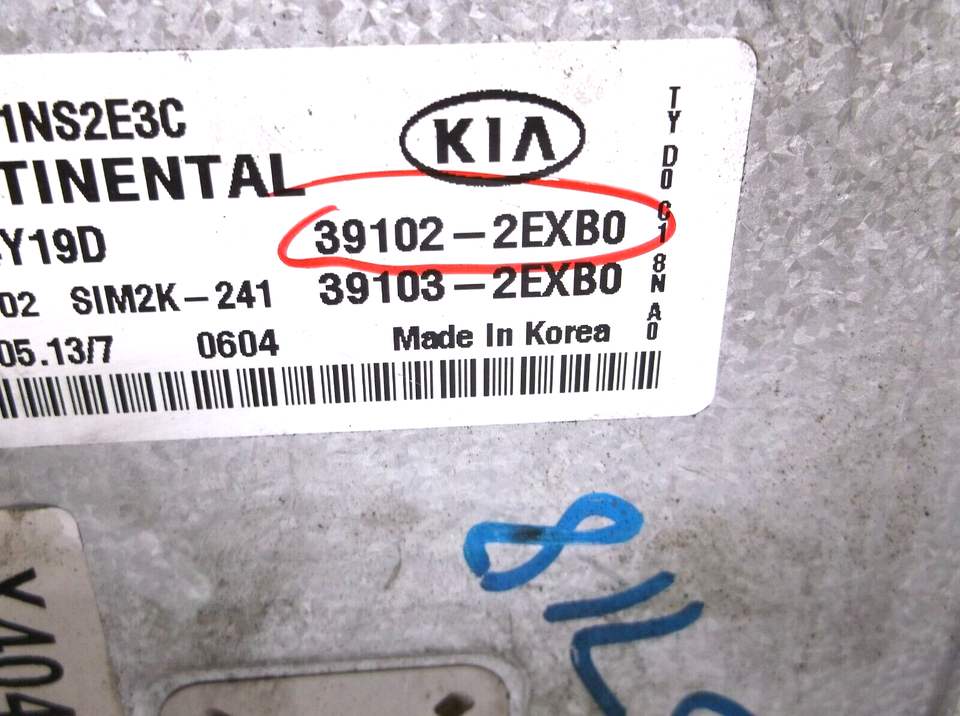 1NS2E3C
KIA
TINENTAL
39102-2EXB0
Y19D
39103-2EXB0
02 SIM2K-241
05.13/7 0604 Made In Korea
TY D0 C1 8N A0
Y404